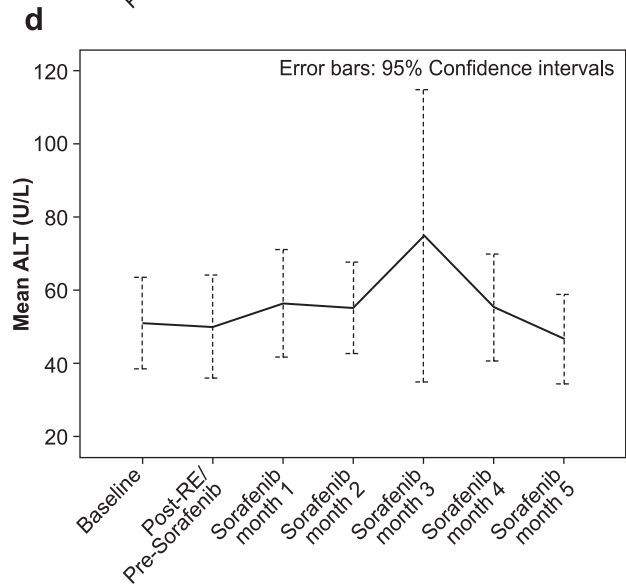 d
Error bars: 95% Confidence intervals
Mean ALT (U/L)
120
100
80
60
40
20
Baseline
Post-RE/
Pre-Sorafenib
Sorafenib
month 1
Sorafenib
month 2
Sorafenib
month 3
Sorafenib
month 4
Sorafenib
month 5